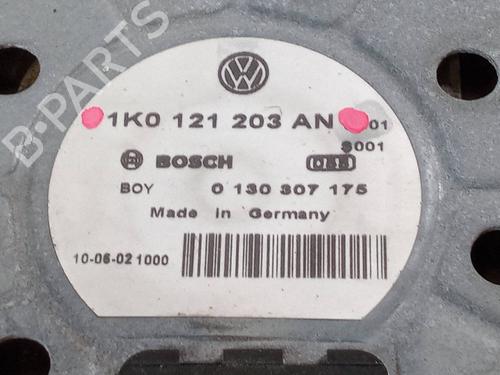 B-PARTS
1K0 121 203 AN 01
S001
BOSCH
BOY 0 130 307 175
Made in Germany
10-06-02 1000